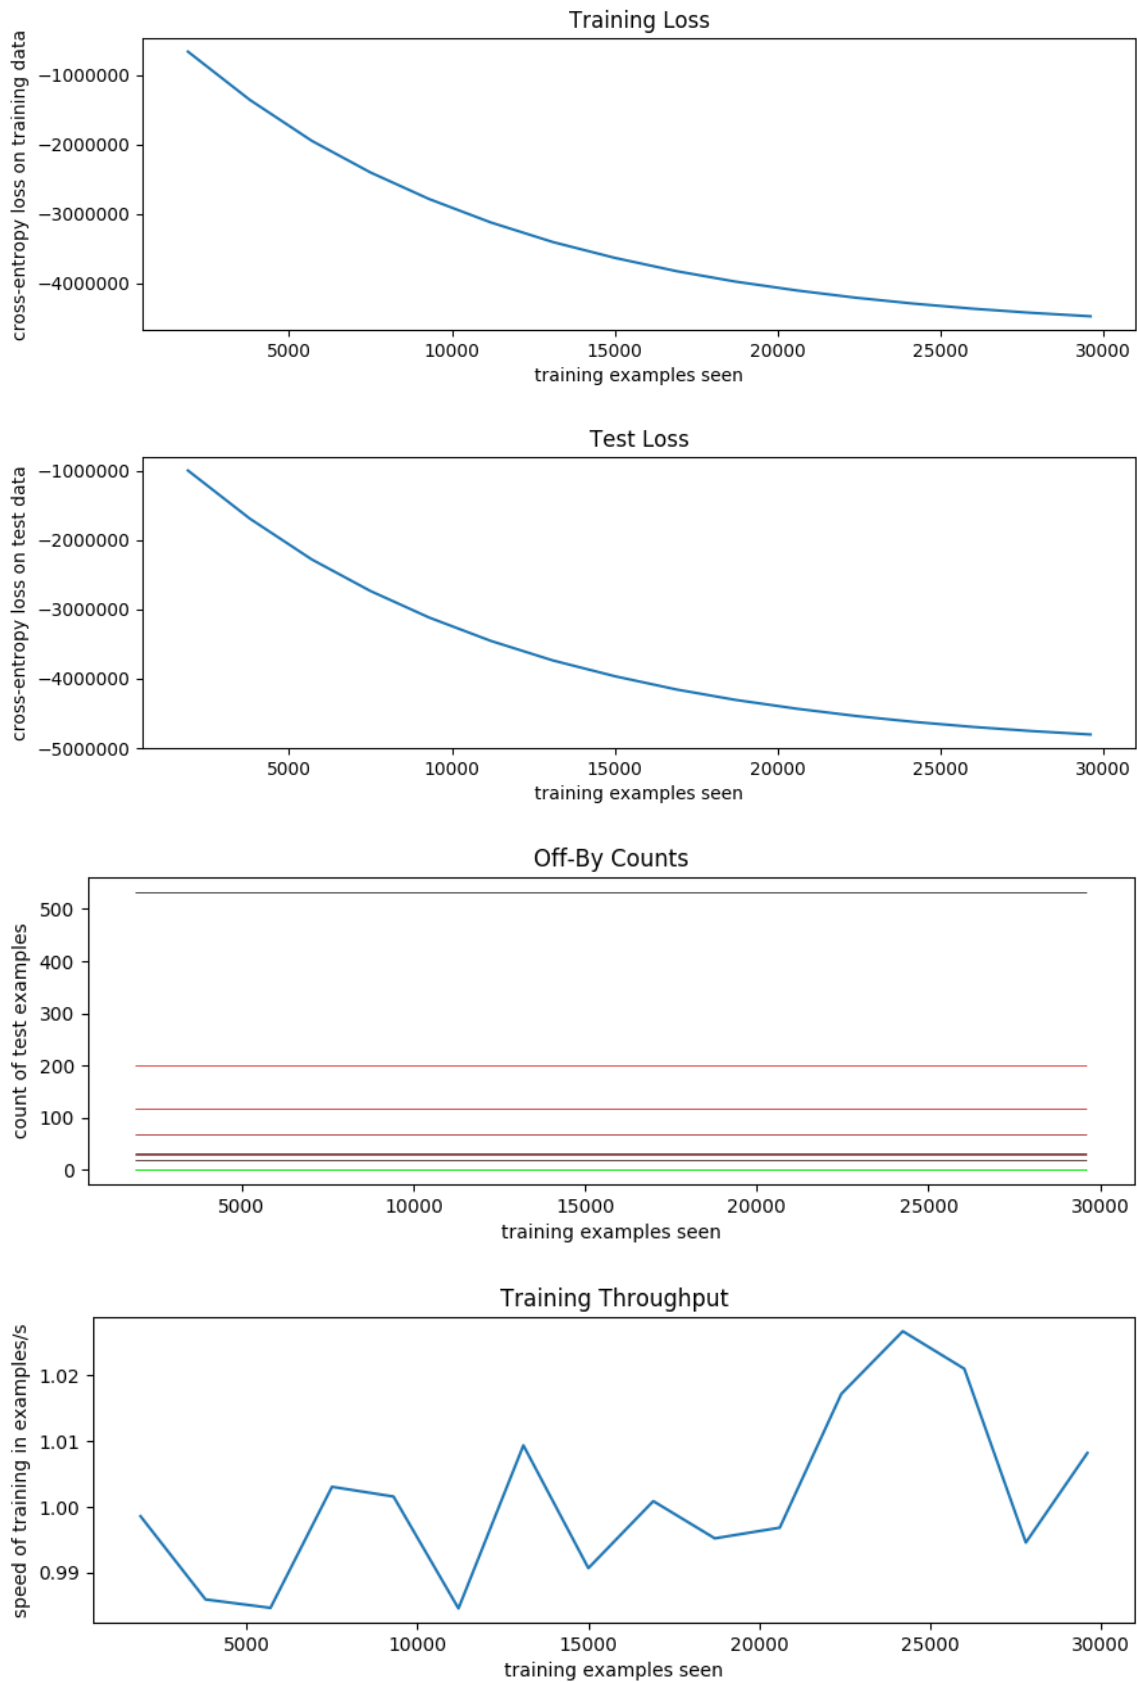 Training Loss
cross-entropy loss on training data
−1000000
−2000000
−3000000
−4000000
5000 10000 15000 20000 25000 30000
training examples seen
Test Loss
cross-entropy loss on test data
−1000000
−2000000
−3000000
−4000000
−5000000
5000 10000 15000 20000 25000 30000
training examples seen
Off-By Counts
count of test examples
500
400
300
200
100
0
5000 10000 15000 20000 25000 30000
training examples seen
Training Throughput
speed of training in examples/s
1.02
1.01
1.00
0.99
5000 10000 15000 20000 25000 30000
training examples seen